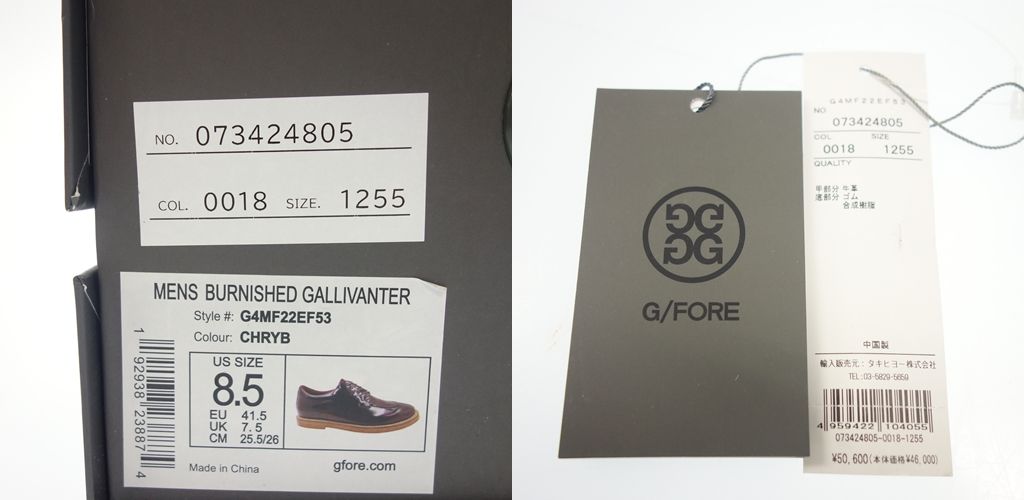 NO. 073424805
COL. 0018 SIZE. 1255
MENS BURNISHED GALLIVANTER
Style #: G4MF22EF53
Colour: CHRYB
US SIZE
8.5
EU 41.5
UK 7.5
CM 25.5/26
1 92938 23887 4
Made in China
gfore.com
G/FORE
G4MF22EF53
NO
073424805
COL SIZE
0018 1255
QUALITY
甲部分 牛革
底部分 ゴム
合成樹脂
中国製
輸入販売元:タキヒヨー株式会社
TEL:03-5829-5659
4 959422 104055
073424805-0018-1255
¥50,600(本体価格¥46,000)